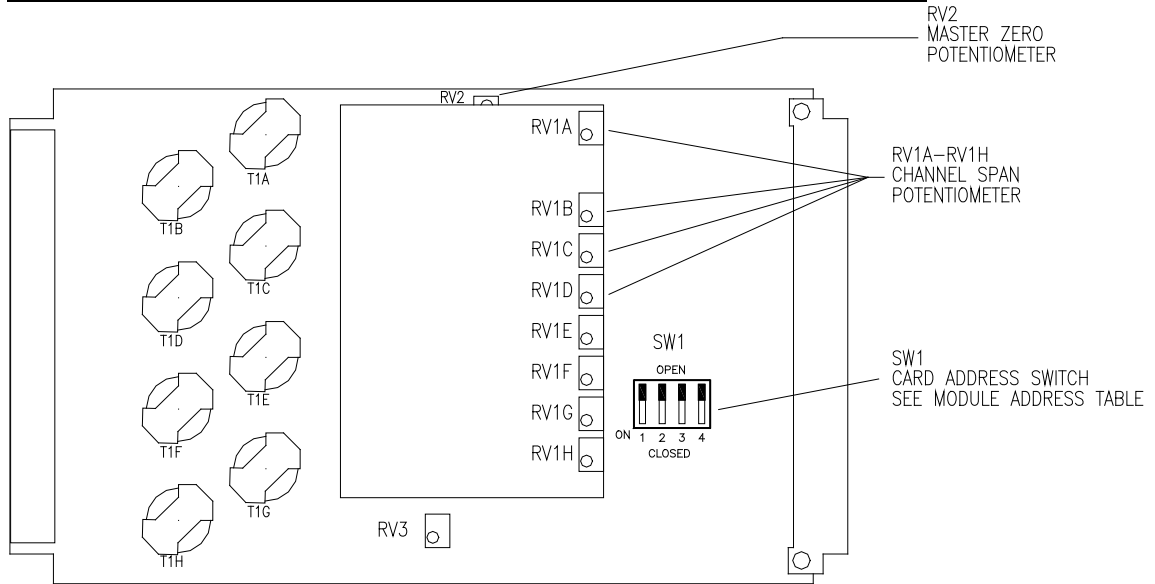 RV2
MASTER ZERO
POTENTIOMETER
RV2
RV1A
T1A
RV1A-RV1H
CHANNEL SPAN
POTENTIOMETER
T1B
RV1B
RV1C
T1C
RV1D
T1D
RV1E
SW1
SW1
CARD ADDRESS SWITCH
SEE MODULE ADDRESS TABLE
OPEN
RV1F
T1E
RV1G
ON 1 2 3 4
CLOSED
T1F
RV1H
T1G
RV3
T1H